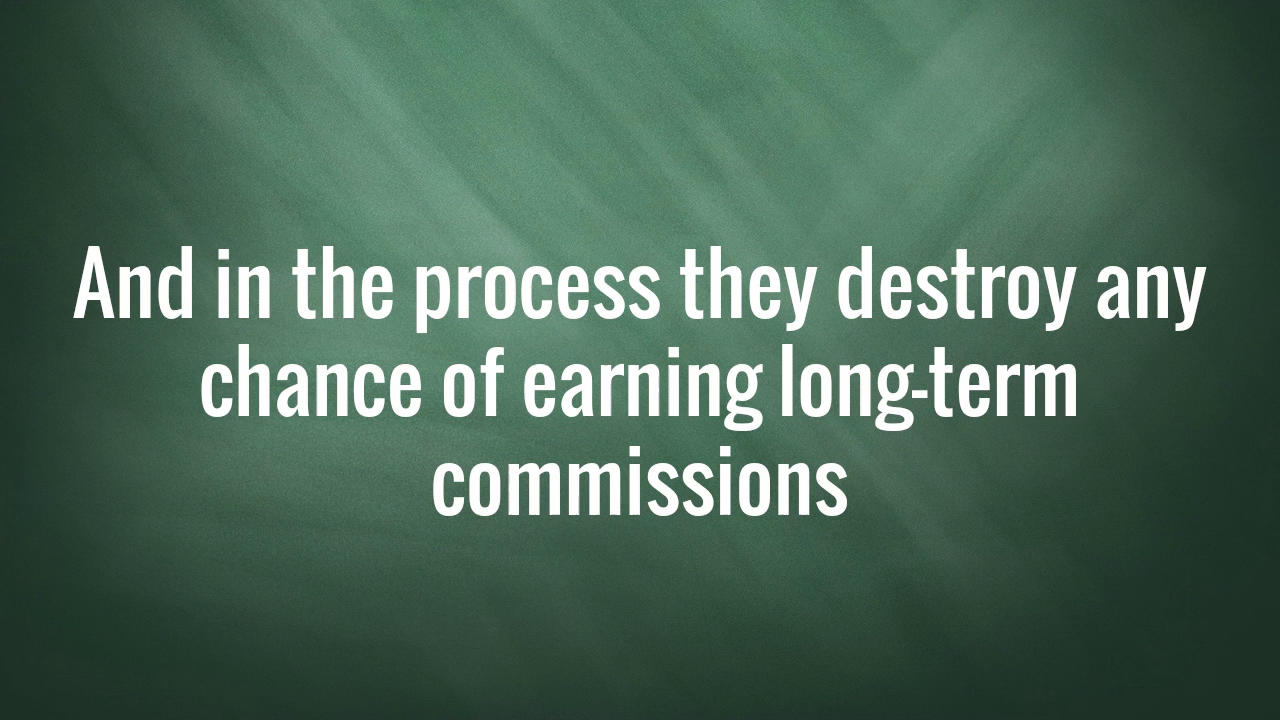 And in the process they destroy any
chance of earning long-term
commissions